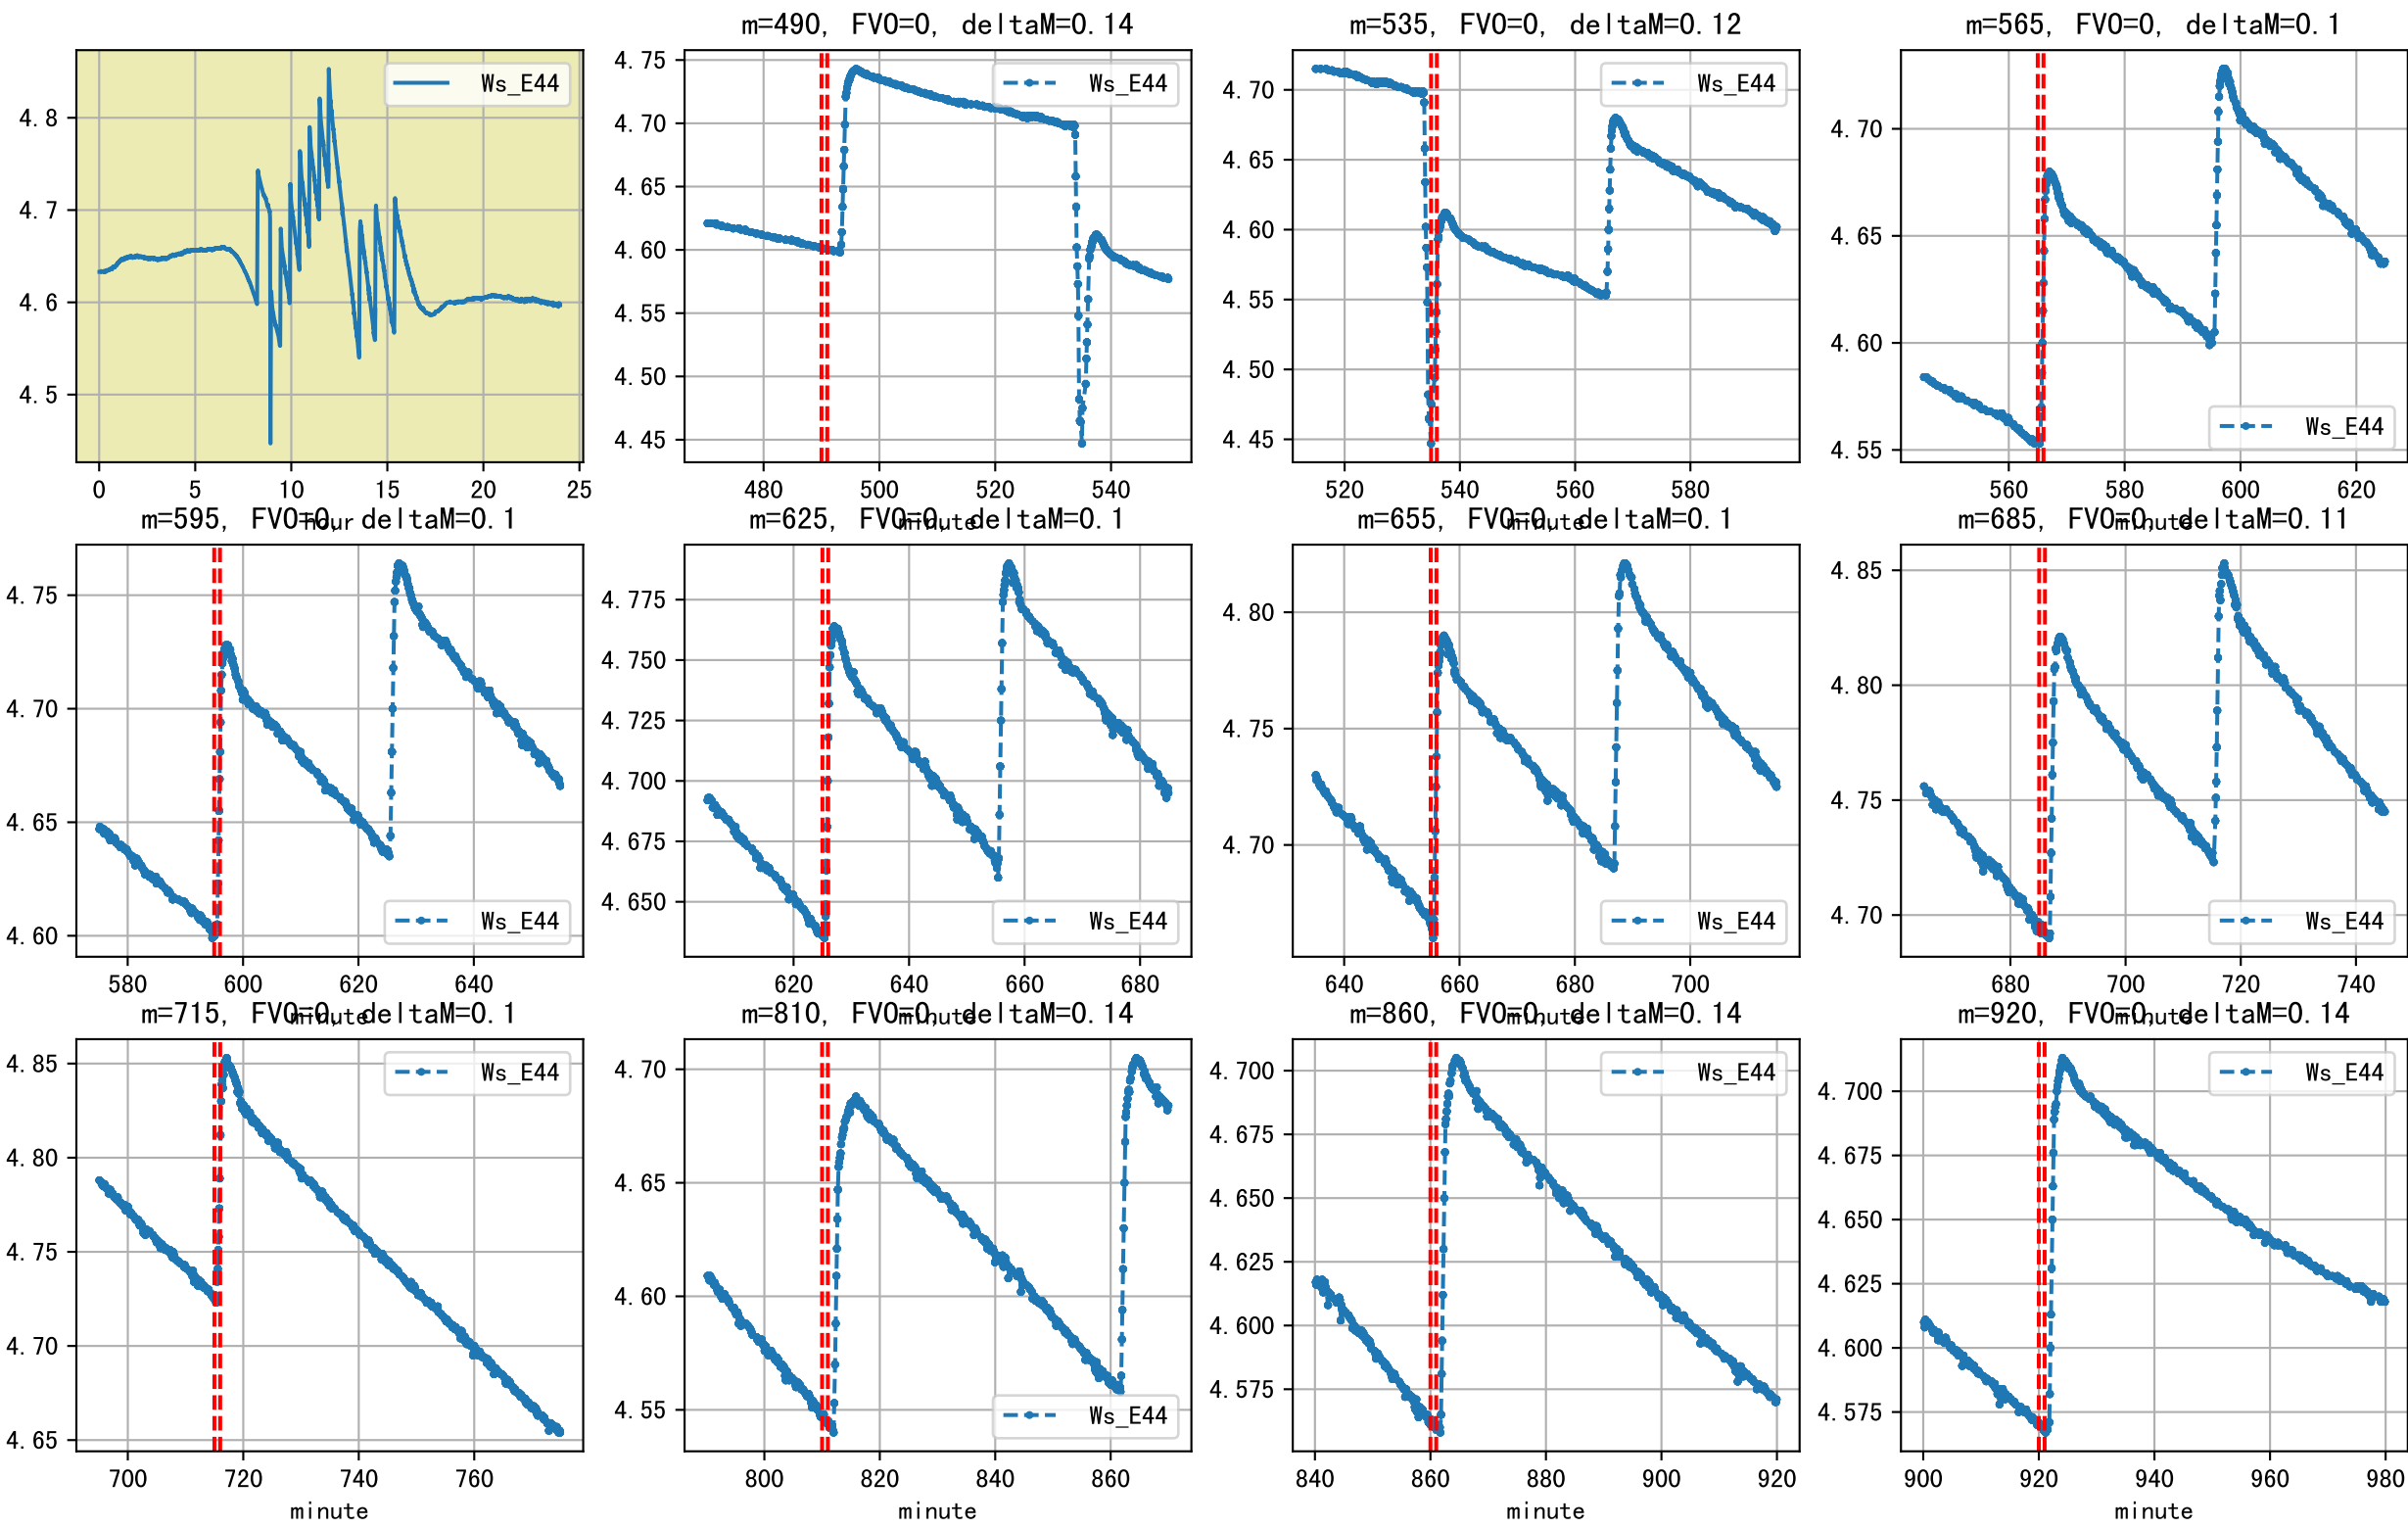 m=490, FVO=0, deltaM=0.14
m=535, FVO=0, deltaM=0.12
m=565, FVO=0, deltaM=0.1
Ws_E44
4.8
4.7
4.6
4.5
0 5 10 15 20 25
hour
Ws_E44
4.75
4.70
4.65
4.60
4.55
4.50
4.45
480 500 520 540
minute
Ws_E44
4.70
4.65
4.60
4.55
4.50
4.45
520 540 560 580
minute
Ws_E44
4.70
4.65
4.60
4.55
560 580 600 620
minute
m=595, FVO=0, deltaM=0.1
m=625, FVO=0, deltaM=0.1
m=655, FVO=0, deltaM=0.1
m=685, FVO=0, deltaM=0.11
Ws_E44
4.75
4.70
4.65
4.60
580 600 620 640
minute
Ws_E44
4.775
4.750
4.725
4.700
4.675
4.650
620 640 660 680
minute
Ws_E44
4.80
4.75
4.70
640 660 680 700
minute
Ws_E44
4.85
4.80
4.75
4.70
680 700 720 740
minute
m=715, FVO=0, deltaM=0.1
m=810, FVO=0, deltaM=0.14
m=860, FVO=0, deltaM=0.14
m=920, FVO=0, deltaM=0.14
Ws_E44
4.85
4.80
4.75
4.70
4.65
700 720 740 760
minute
Ws_E44
4.70
4.65
4.60
4.55
800 820 840 860
minute
Ws_E44
4.700
4.675
4.650
4.625
4.600
4.575
840 860 880 900 920
minute
Ws_E44
4.700
4.675
4.650
4.625
4.600
4.575
900 920 940 960 980
minute